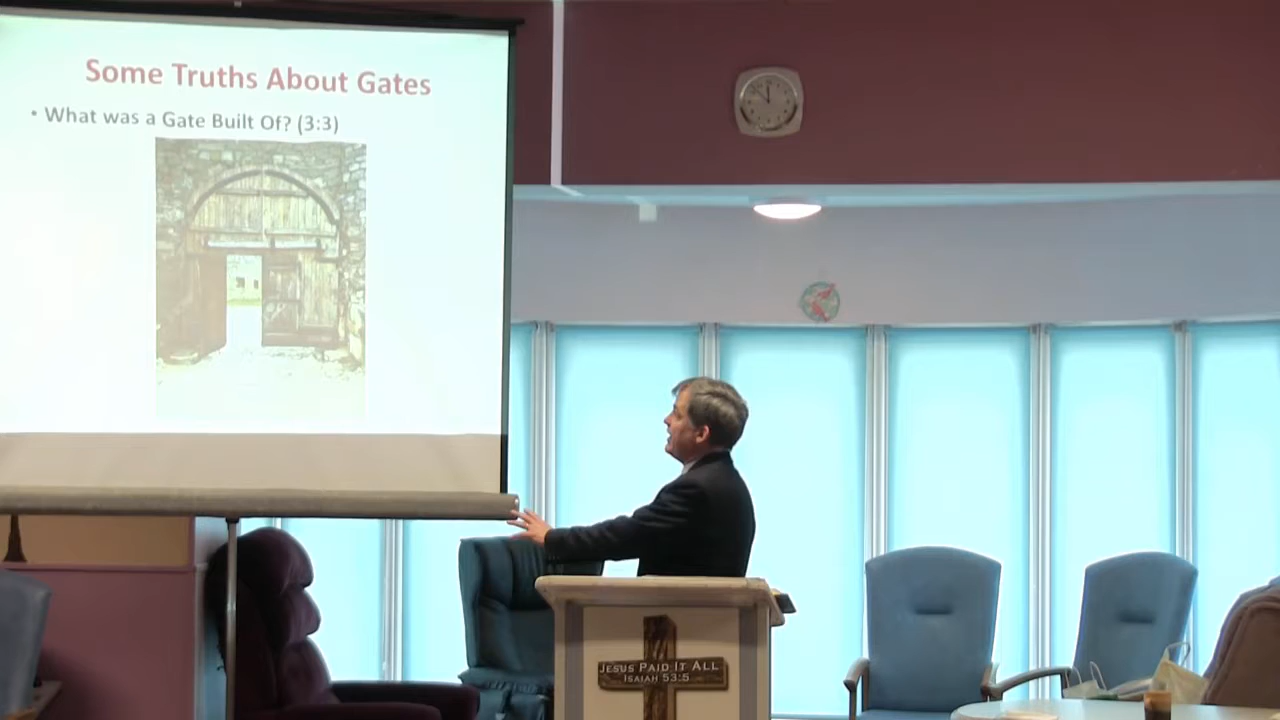 Some Truths About Gates
• What was a Gate Built Of? (3:3)
JESUS PAID IT ALL
ISAIAH 53:5